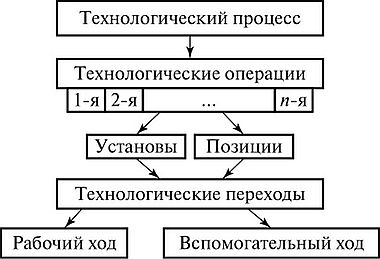 Технологический процесс
Технологические операции
1-я 2-я ... n-я
Установы Позиции
Технологические переходы
Рабочий ход Вспомогательный ход